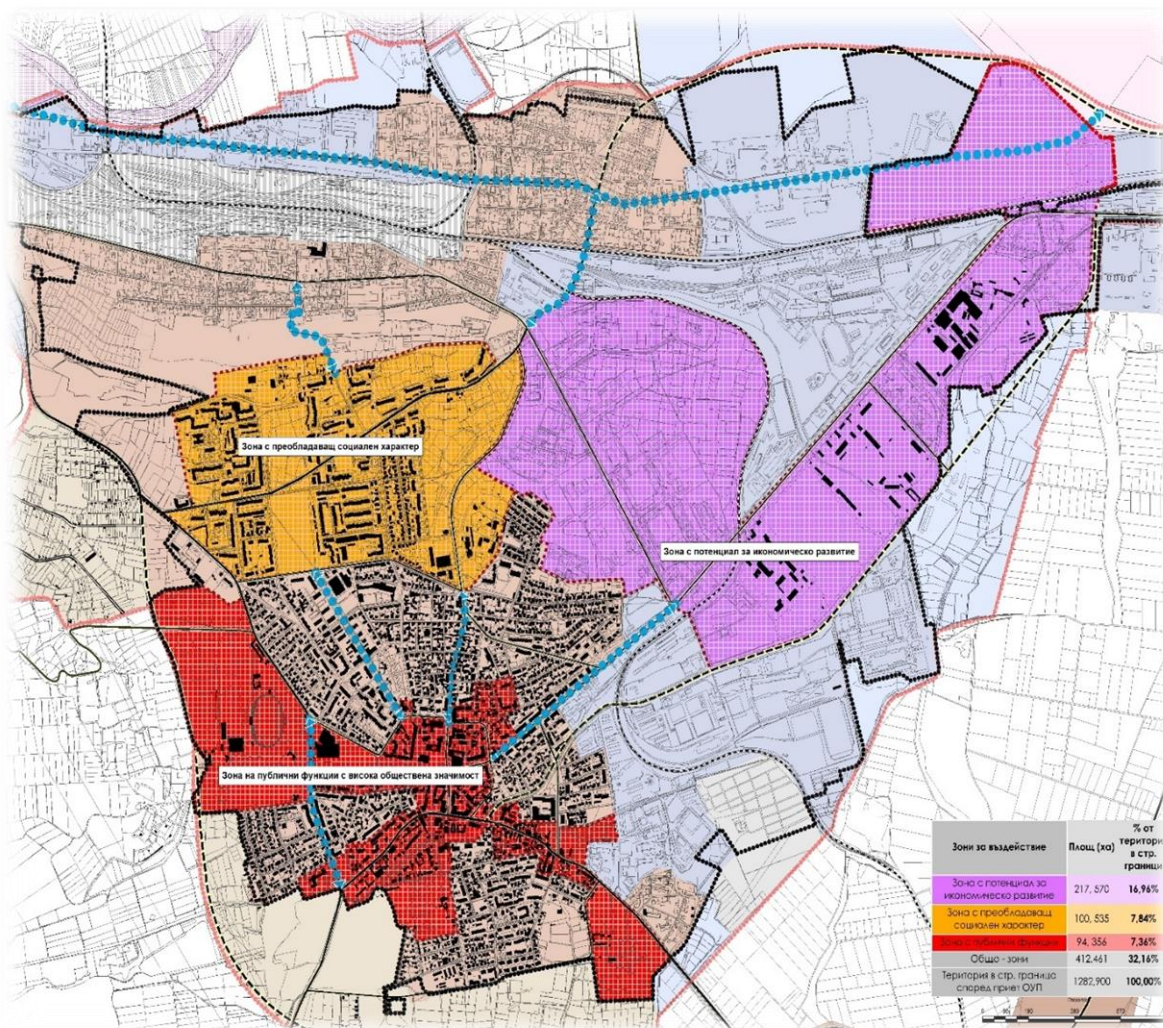 Зона с преобладаващ социален характер
Зона с потенциал за икономическо развитие
Зона на публични функции с висока обществена значимост
Зони за въздействие Площ (ха) % от
територи
в стр.
граници
Зона с потенциал за
икономическо развитие 217, 570 16,96%
Зона с преобладаващ
социален характер 100, 535 7,84%
Зона с публични функции 94, 356 7,36%
Общо - зони 412,461 32,16%
Територия в стр. граница
според приет ОУП 1282,900 100,00%